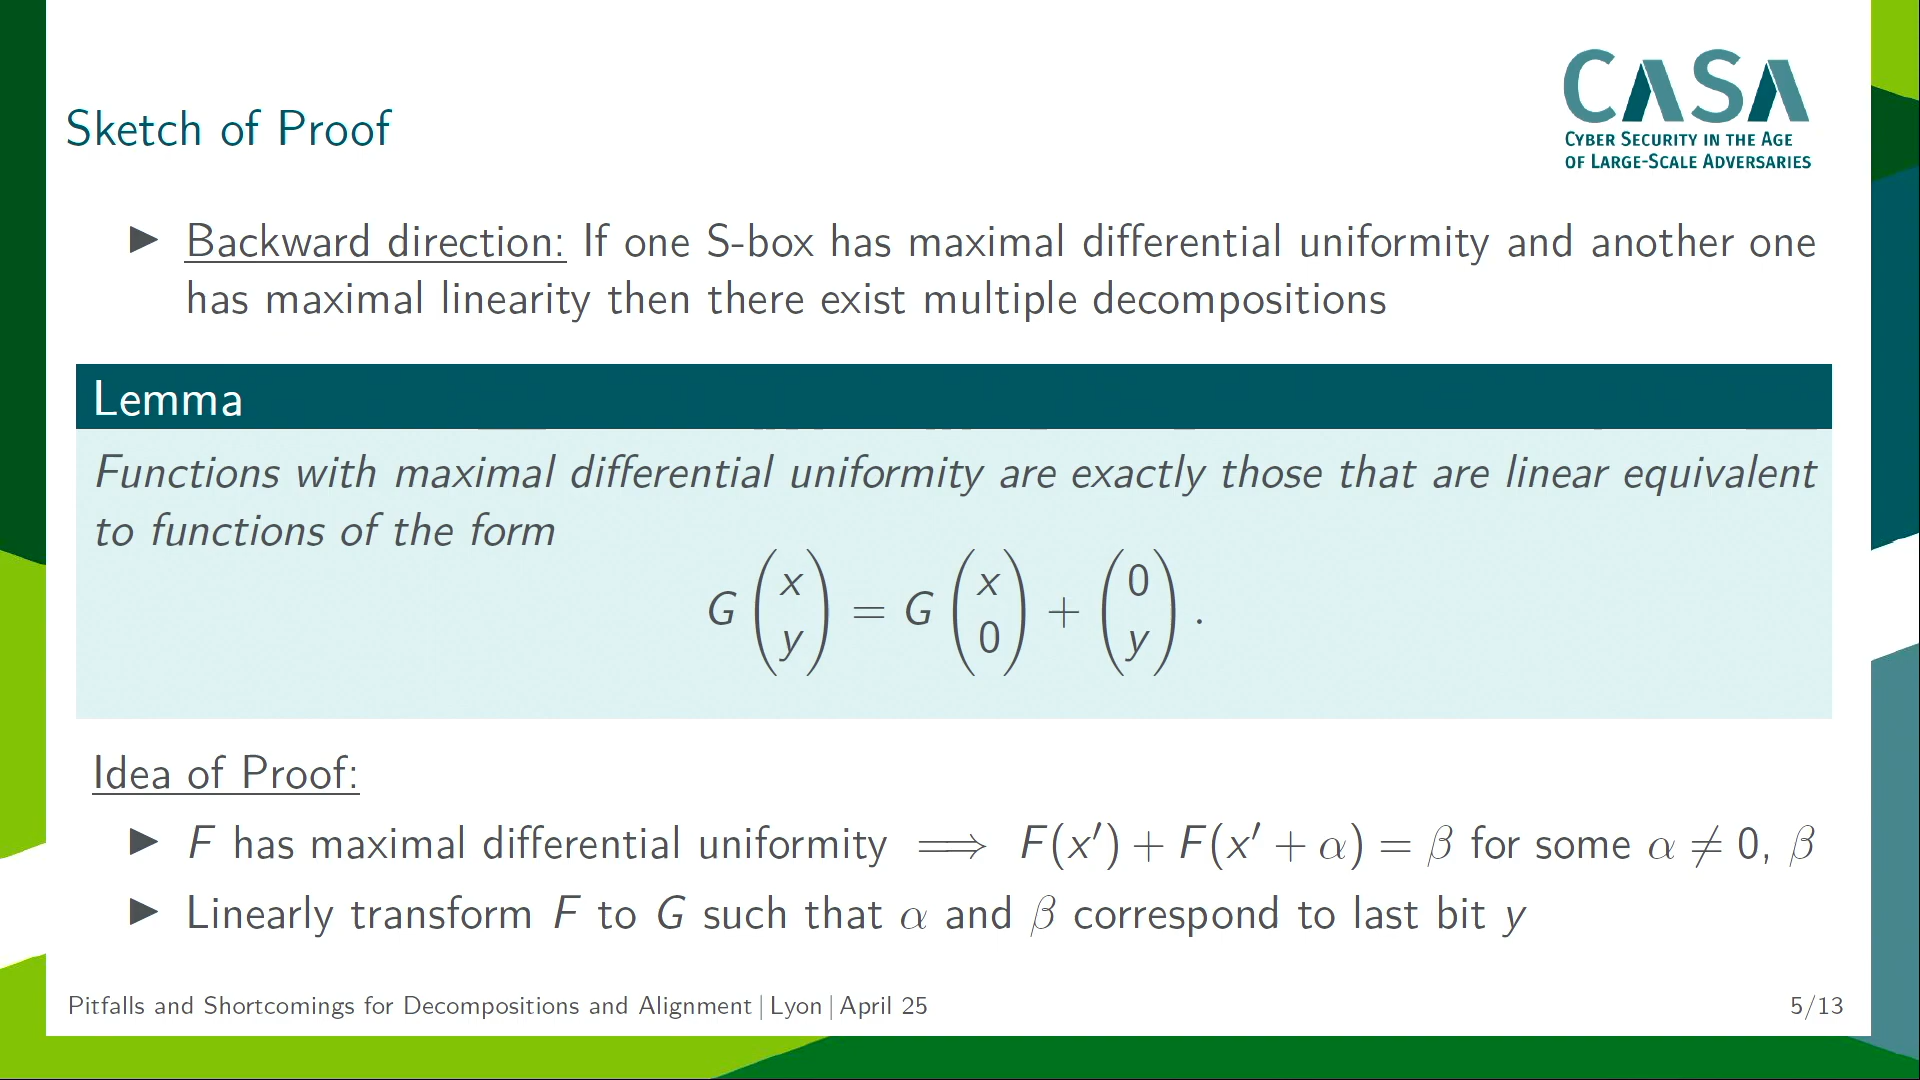 CASA
CYBER SECURITY IN THE AGE
OF LARGE-SCALE ADVERSARIES
Sketch of Proof
▶ Backward direction: If one S-box has maximal differential uniformity and another one
has maximal linearity then there exist multiple decompositions
Lemma
Functions with maximal differential uniformity are exactly those that are linear equivalent
to functions of the form
G(x y) = G(x 0) + (0 y).
Idea of Proof:
▶ F has maximal differential uniformity ⟹ F(x′) + F(x′ + α) = β for some α ≠ 0, β
▶ Linearly transform F to G such that α and β correspond to last bit y
Pitfalls and Shortcomings for Decompositions and Alignment | Lyon | April 25
5/13